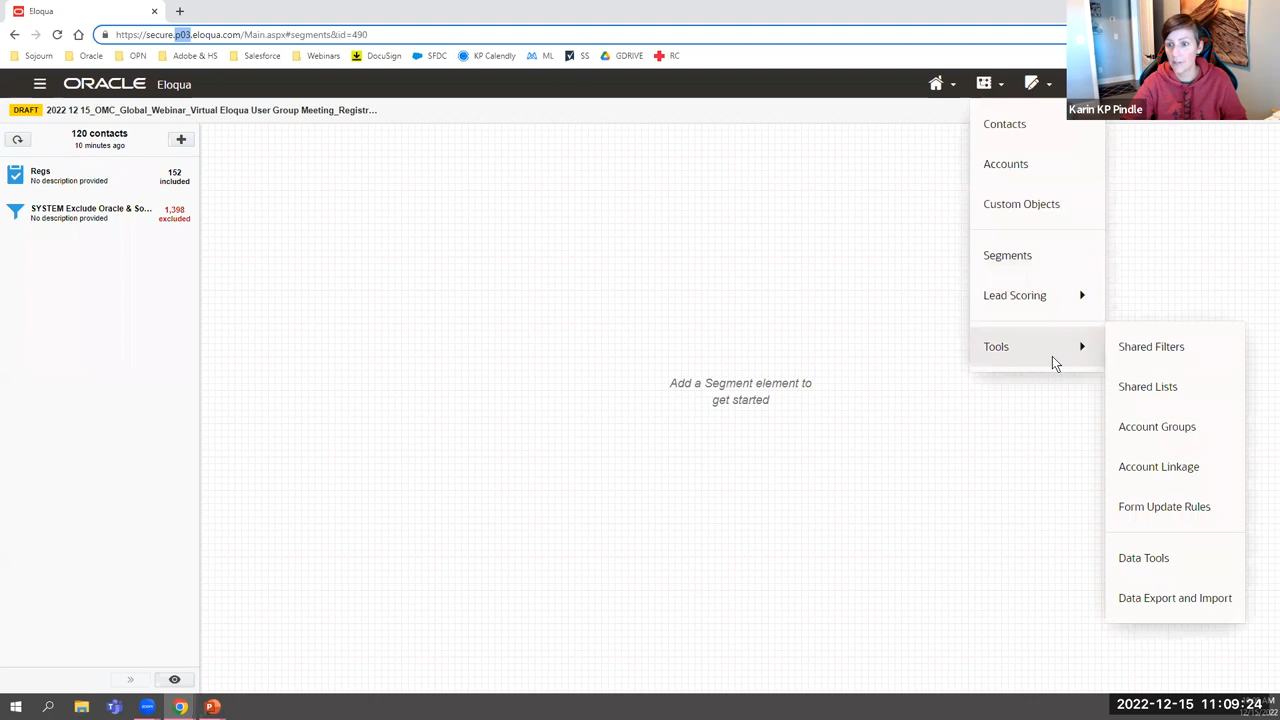 Eloqua
https://secure.p03.eloqua.com/Main.aspx#segments&id=490
Sojourn
Oracle
OPN
Adobe & HS
Salesforce
Webinars
DocuSign
SFDC
KP Calendly
ML
SS
GDRIVE
RC
ORACLE Eloqua
Karin KP Pindle
DRAFT 2022 12 15_OMC_Global_Webinar_Virtual Eloqua User Group Meeting_Registr...
120 contacts
10 minutes ago
Regs
No description provided
152
included
SYSTEM Exclude Oracle & So...
No description provided
1,398
excluded
Add a Segment element to
get started
Contacts
Accounts
Custom Objects
Segments
Lead Scoring
Tools
Shared Filters
Shared Lists
Account Groups
Account Linkage
Form Update Rules
Data Tools
Data Export and Import
2022-12-15 11:09:24